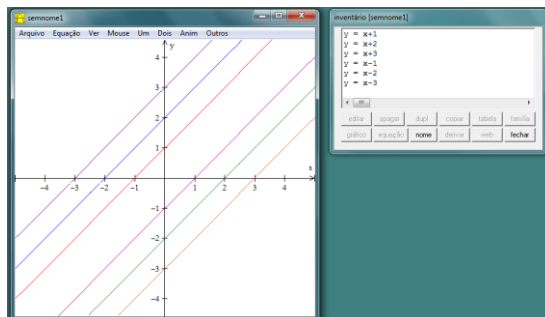 semnome1
Arquivo Equação Ver Mouse Um Dois Anim Outros
y
4
3
2
1
x
−4 −3 −2 −1 1 2 3 4
−1
−2
−3
−4
inventário [semnome1]
y = x+1
y = x+2
y = x+3
y = x-1
y = x-2
y = x-3
editar apagar dupl copiar tabela família
gráfico equação nome derivar web fechar